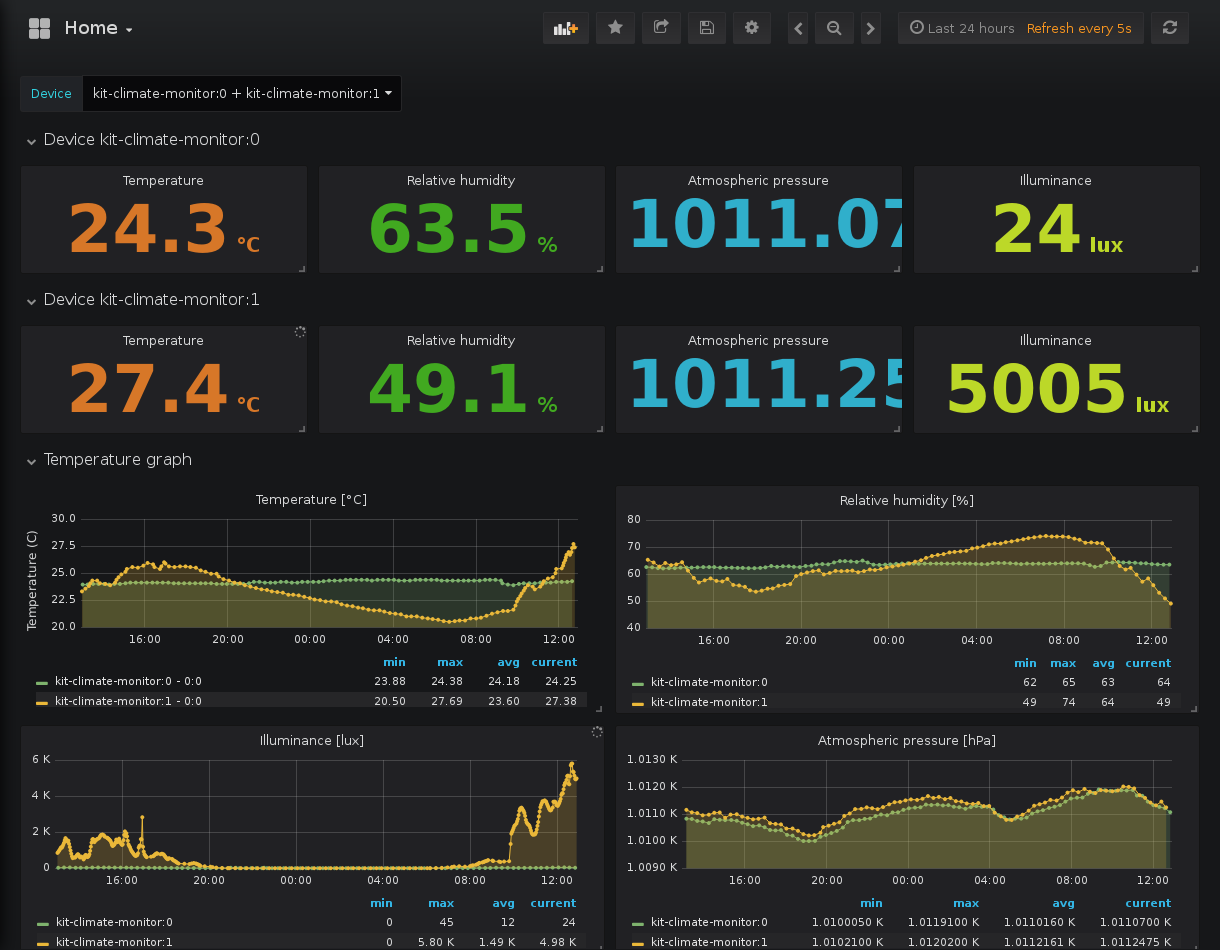 Home
Last 24 hours Refresh every 5s
Device kit-climate-monitor:0 + kit-climate-monitor:1
Device kit-climate-monitor:0
Temperature Relative humidity Atmospheric pressure Illuminance
24.3 °C 63.5 % 1011.07 24 lux
Device kit-climate-monitor:1
Temperature Relative humidity Atmospheric pressure Illuminance
27.4 °C 49.1 % 1011.25 5005 lux
Temperature graph
Temperature [°C]
Temperature (C)
30.0
27.5
25.0
22.5
20.0
16:00 20:00 00:00 04:00 08:00 12:00
min max avg current
kit-climate-monitor:0 - 0:0 23.88 24.38 24.18 24.25
kit-climate-monitor:1 - 0:0 20.50 27.69 23.60 27.38
Relative humidity [%]
80
70
60
50
40
16:00 20:00 00:00 04:00 08:00 12:00
min max avg current
kit-climate-monitor:0 62 65 63 64
kit-climate-monitor:1 49 74 64 49
Illuminance [lux]
6 K
4 K
2 K
0
16:00 20:00 00:00 04:00 08:00 12:00
min max avg current
kit-climate-monitor:0 0 45 12 24
kit-climate-monitor:1 0 5.80 K 1.49 K 4.98 K
Atmospheric pressure [hPa]
1.0130 K
1.0120 K
1.0110 K
1.0100 K
1.0090 K
16:00 20:00 00:00 04:00 08:00 12:00
min max avg current
kit-climate-monitor:0 1.0100050 K 1.0119100 K 1.0110160 K 1.0110700 K
kit-climate-monitor:1 1.0102100 K 1.0120200 K 1.0112161 K 1.0112475 K